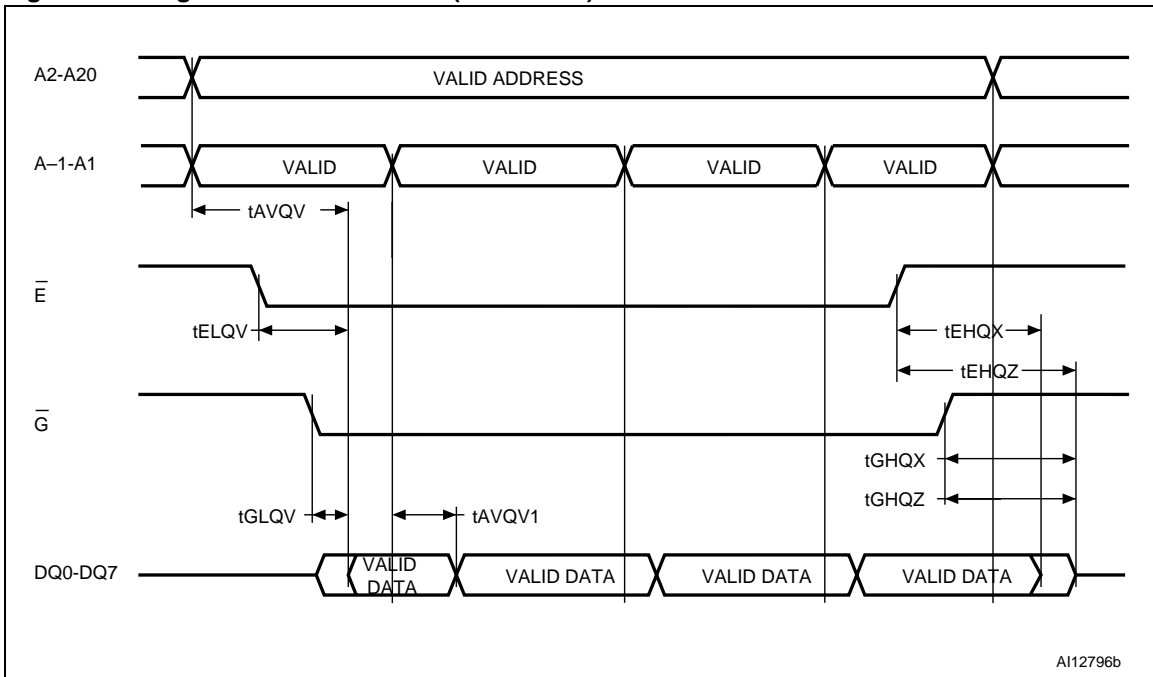 A2-A20
VALID ADDRESS
A–1-A1
VALID
VALID
VALID
VALID
tAVQV
E
tELQV
tEHQX
tEHQZ
G
tGHQX
tGHQZ
tGLQV
tAVQV1
DQ0-DQ7
VALID
DATA
VALID DATA
VALID DATA
VALID DATA
AI12796b